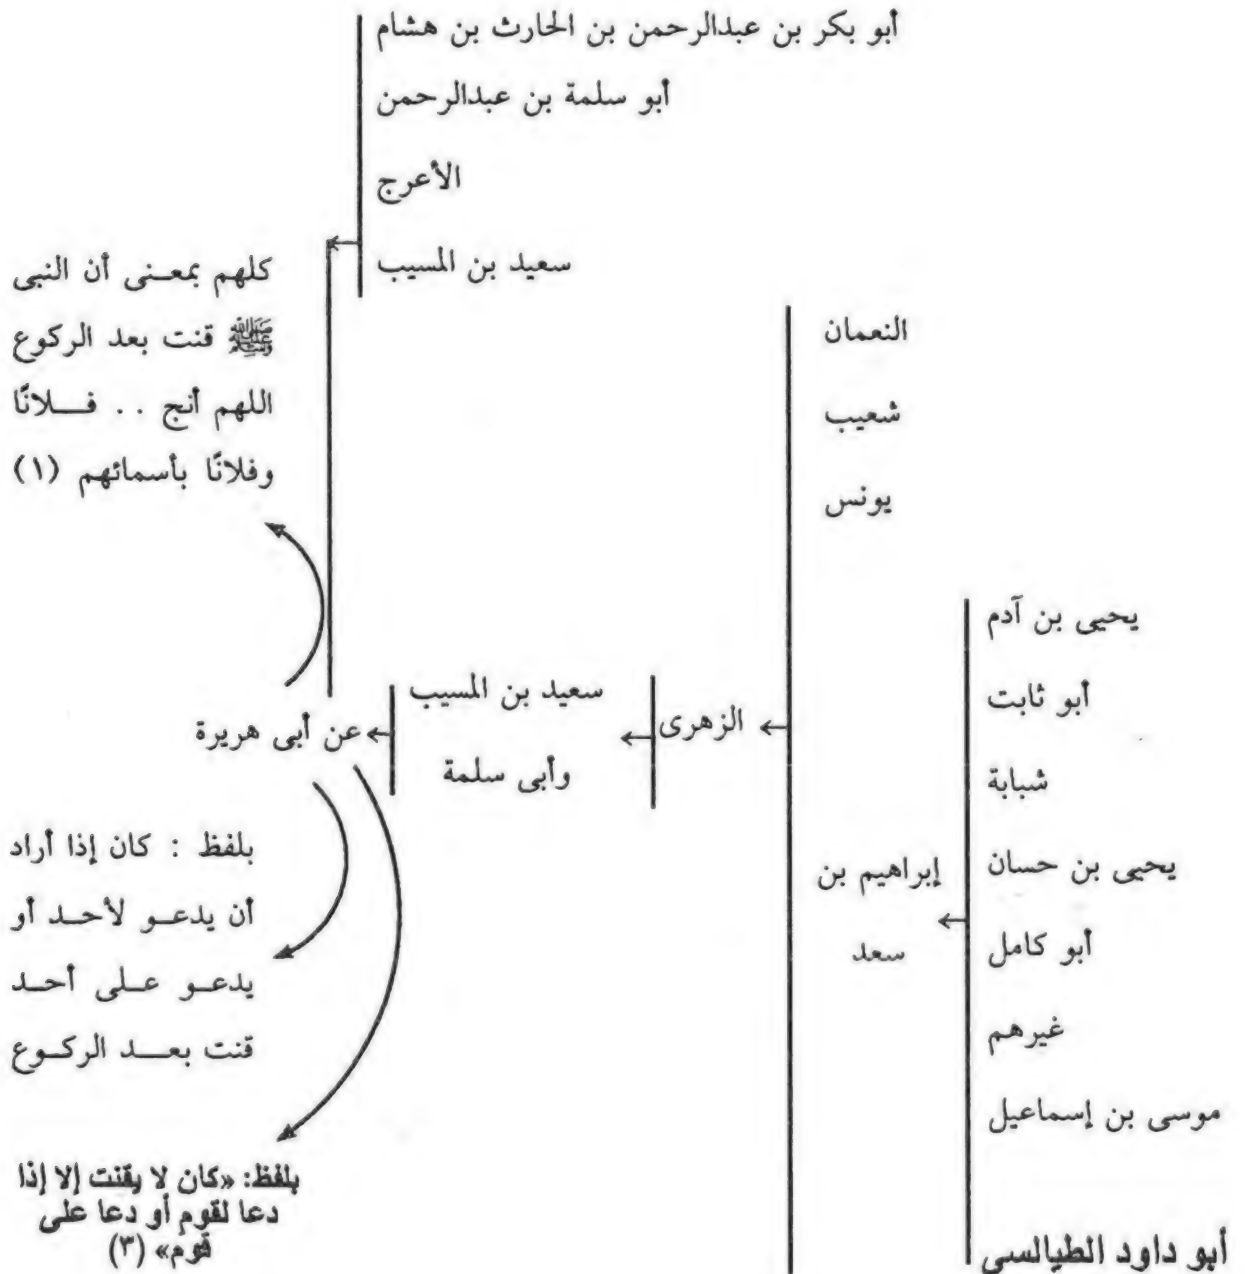 أبو بكر بن عبدالرحمن بن الحارث بن هشام
أبو سلمة بن عبدالرحمن
الأعرج
سعيد بن المسيب
كلهم بمعنى أن النبى
ﷺ قنت بعد الركوع
اللهم أنج . . فلانًا
وفلانًا بأسمائهم (١)
النعمان
شعيب
يونس
يحيى بن آدم
أبو ثابت
شبابة
يحيى بن حسان
أبو كامل
غيرهم
موسى بن إسماعيل
أبو داود الطيالسى
إبراهيم بن
سعد
الزهرى
سعيد بن المسيب
وأبى سلمة
عن أبى هريرة
بلفظ : كان إذا أراد
أن يدعو لأحد أو
يدعو على أحد
قنت بعد الركوع
بلفظ: «كان لا يقنت إلا إذا
دعا لقوم أو دعا على
قوم» (٣)